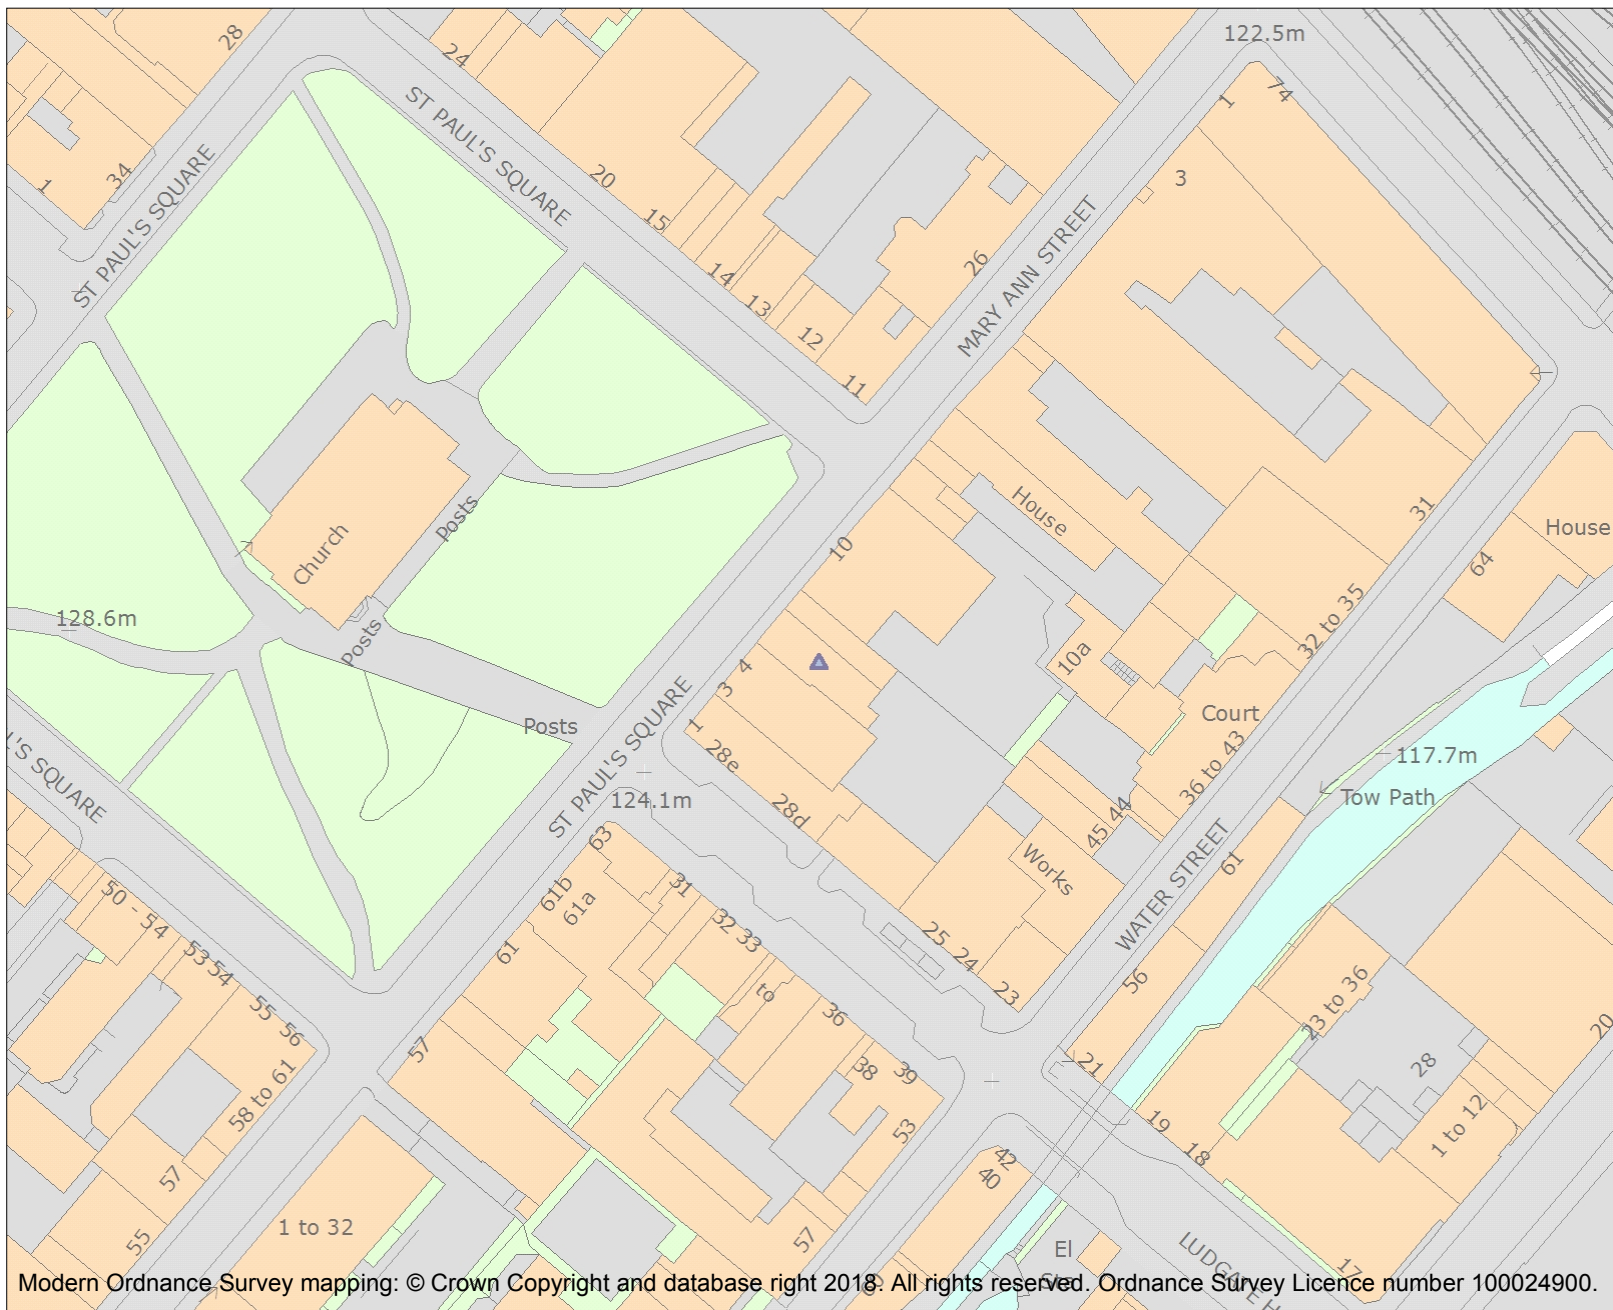 122.5m
28
24
74
1
ST PAUL'S SQUARE
3
34
1
20
ST PAUL'S SQUARE
15
26
14
13
MARY ANN STREET
12
11
House
31
House
10
Posts
Church
64
128.6m
32 to 35
Posts
10a
4
3
Court
1
Posts
ST PAUL'S SQUARE
28e
36 to 43
117.7m
L'S SQUARE
124.1m
28d
Tow Path
45 44
63
Works
WATER STREET
61
31
61b
61a
50 - 54
32 33
25
24
61
53 54
56
to
23
23 to 36
55
56
36
20
57
38
39
21
28
58 to 61
53
19
1 to 12
18
42
40
57
1 to 32
55
57
El
Sta
LUDGATE H
17
Modern Ordnance Survey mapping: © Crown Copyright and database right 2018. All rights reserved. Ordnance Survey Licence number 100024900.